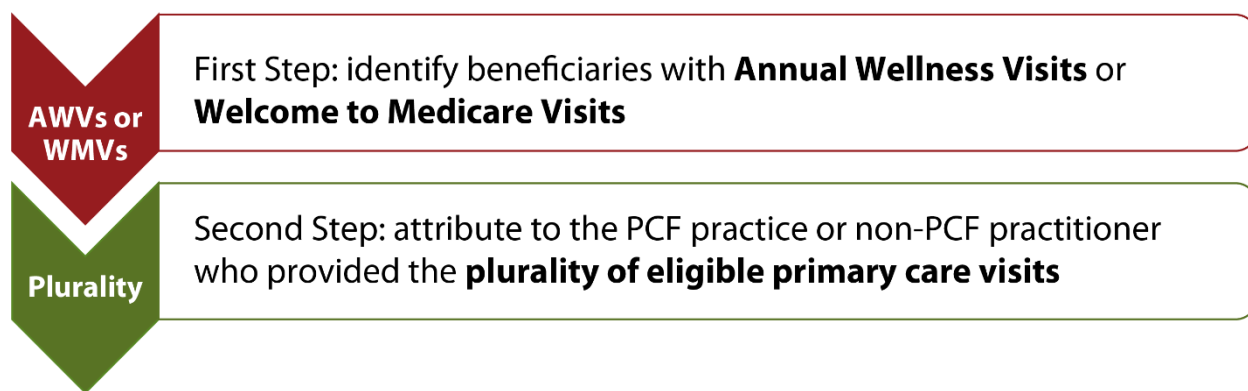 AWVs or
WMVs
First Step: identify beneficiaries with Annual Wellness Visits or
Welcome to Medicare Visits
Plurality
Second Step: attribute to the PCF practice or non-PCF practitioner
who provided the plurality of eligible primary care visits